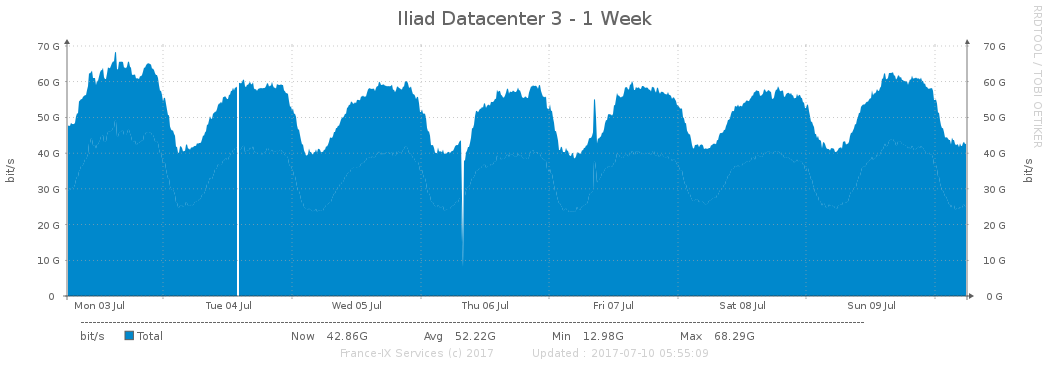 Iliad Datacenter 3 - 1 Week
RRDTOOL / TOBI OETIKER
70 G 70 G
60 G 60 G
50 G 50 G
40 G 40 G
30 G 30 G
20 G 20 G
10 G 10 G
0 0 G
bit/s
bit/s
Mon 03 Jul Tue 04 Jul Wed 05 Jul Thu 06 Jul Fri 07 Jul Sat 08 Jul Sun 09 Jul
bit/s Total Now 42.86G Avg 52.22G Min 12.98G Max 68.29G
France-IX Services (c) 2017 Updated : 2017-07-10 05:55:09